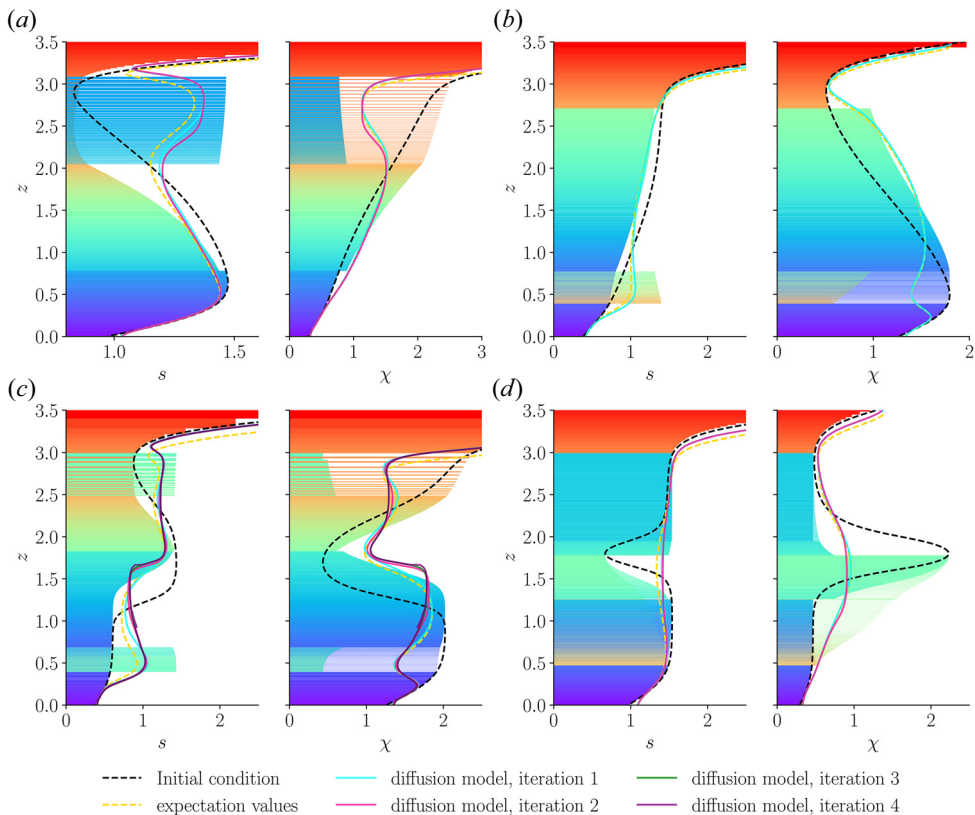 (a)
(b)
3.5
3.0
2.5
2.0
1.5
1.0
0.5
0.0
z
1.0
1.5
s
0
1
2
3
χ
3.5
3.0
2.5
2.0
1.5
1.0
0.5
0.0
z
0
1
2
s
0
1
2
χ
(c)
(d)
3.5
3.0
2.5
2.0
1.5
1.0
0.5
0.0
z
0
1
2
s
0
1
2
χ
3.5
3.0
2.5
2.0
1.5
1.0
0.5
0.0
z
0
1
2
s
0
1
2
χ
Initial condition
expectation values
diffusion model, iteration 1
diffusion model, iteration 2
diffusion model, iteration 3
diffusion model, iteration 4